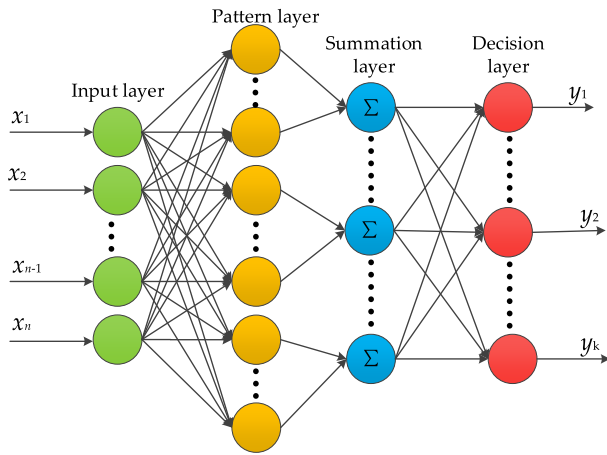 Pattern layer
Summation
layer
Decision
layer
Input layer
x1
x2
xn-1
xn
Σ
Σ
Σ
y1
y2
yk